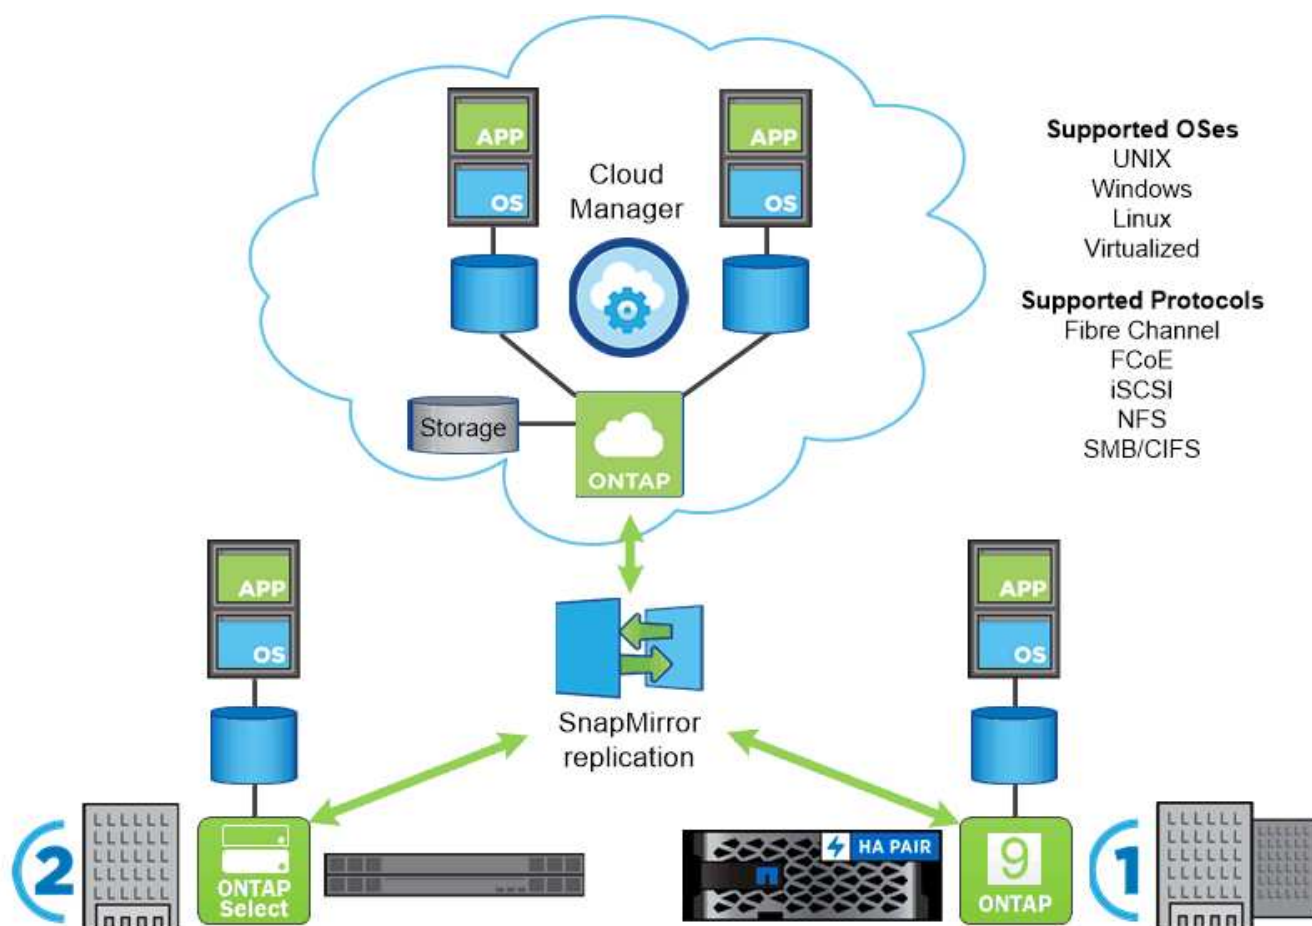 APP
OS
APP
OS
Cloud
Manager
Storage
ONTAP
Supported OSes
UNIX
Windows
Linux
Virtualized
Supported Protocols
Fibre Channel
FCoE
iSCSI
NFS
SMB/CIFS
APP
OS
SnapMirror
replication
APP
OS
2
ONTAP
Select
HA PAIR
9
ONTAP
1